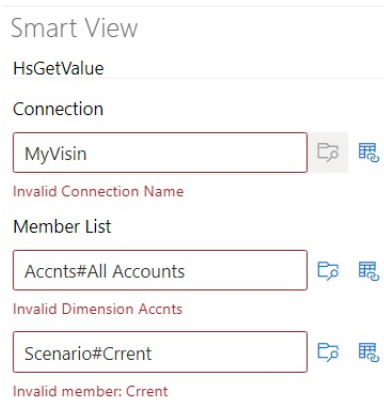 Smart View
HsGetValue
Connection
MyVisin
Invalid Connection Name
Member List
Accnts#All Accounts
Invalid Dimension Accnts
Scenario#Crrent
Invalid member: Crrent